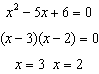 x² − 5x + 6 = 0
(x − 3)(x − 2) = 0
x = 3 x = 2